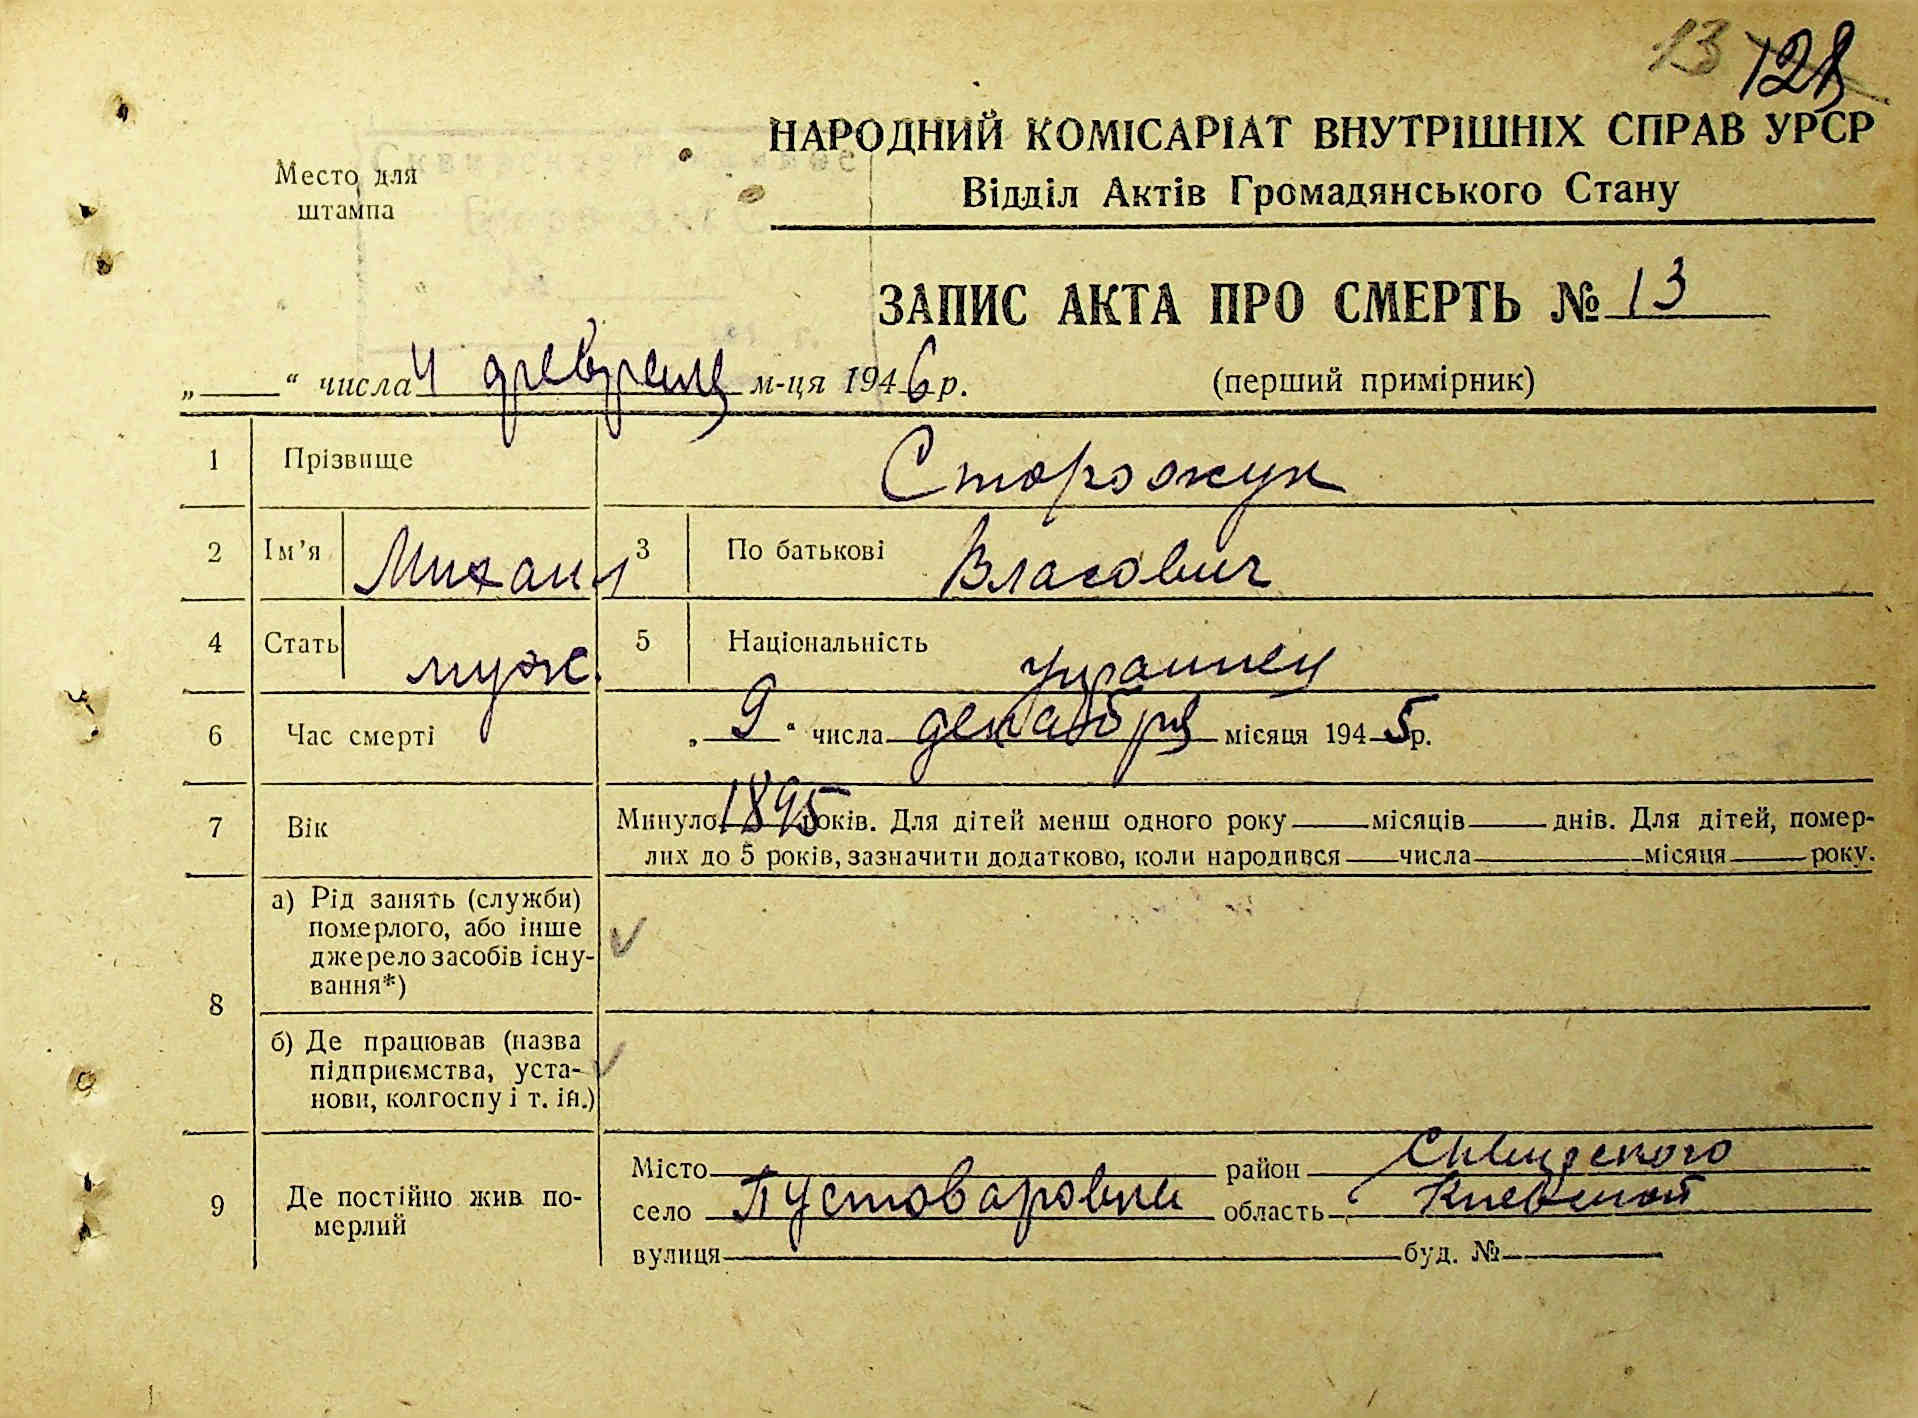 13 128
НАРОДНИЙ КОМІСАРІАТ ВНУТРІШНІХ СПРАВ УРСР
Место для
штампа
Відділ Актів Громадянського Стану
ЗАПИС АКТА ПРО СМЕРТЬ № 13
„ “ числа 4 февраля м-ця 1946 р.
(перший примірник)
1 Прізвище Сторожук
2 Ім’я Михаил 3 По батькові Власович
4 Стать муж. 5 Національність украинец
6 Час смерті „ 9 “ числа декабря місяця 1945 р.
7 Вік Минуло 1895 років. Для дітей менш одного року місяців днів. Для дітей, помер-
лих до 5 років, зазначити додатково, коли народився числа місяця року.
8
а) Рід занять (служби)
померлого, або інше
джерело засобів існу-
вання*)
б) Де працював (назва
підприємства, уста-
нови, колгоспу і т. ін.)
9 Де постійно жив по-
мерлий
Місто район Сквирского
село Пустоваровки область Киевской
вулиця буд. №